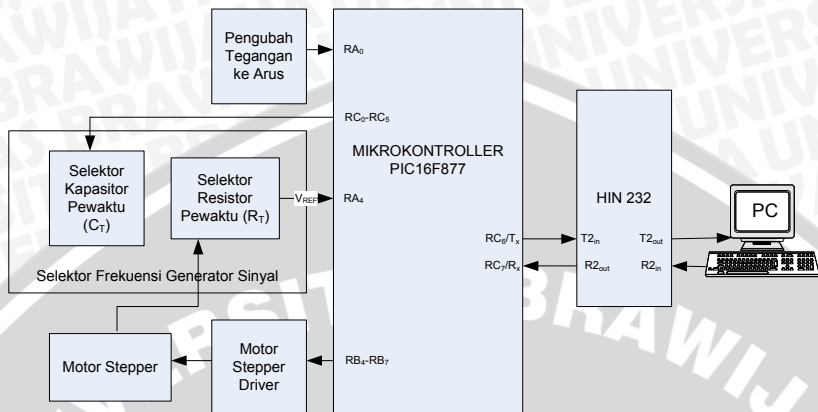 Pengubah
Tegangan
ke Arus
RA0
RC0-RC5
MIKROKONTROLLER
PIC16F877
Selektor
Kapasitor
Pewaktu
(CT)
Selektor
Resistor
Pewaktu (RT)
VREF
RA4
Selektor Frekuensi Generator Sinyal
HIN 232
PC
RC6/Tx
T2in
T2out
RC7/Rx
R2out
R2in
Motor Stepper
Motor
Stepper
Driver
RB4-RB7